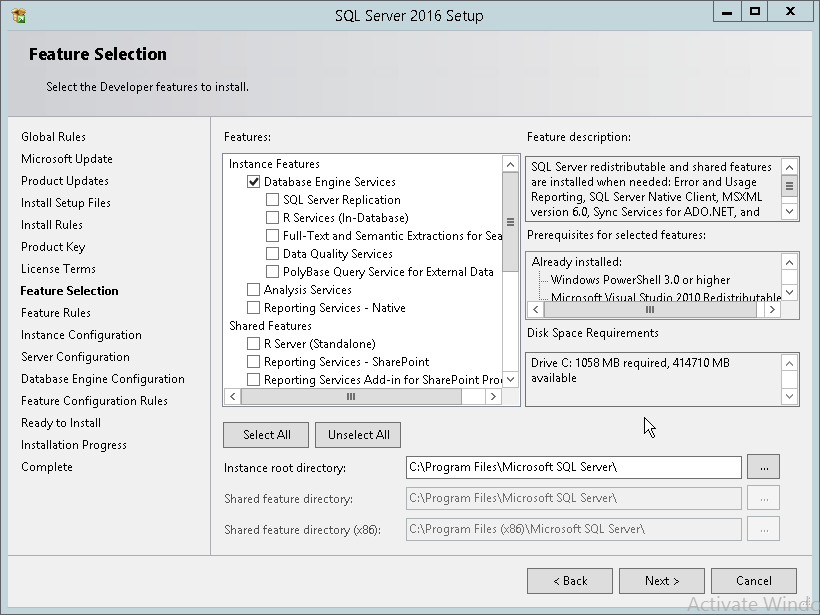 SQL Server 2016 Setup
Feature Selection
Select the Developer features to install.
Global Rules
Microsoft Update
Product Updates
Install Setup Files
Install Rules
Product Key
License Terms
Feature Selection
Feature Rules
Instance Configuration
Server Configuration
Database Engine Configuration
Feature Configuration Rules
Ready to Install
Installation Progress
Complete
Features:
Instance Features
Database Engine Services
SQL Server Replication
R Services (In-Database)
Full-Text and Semantic Extractions for Sea
Data Quality Services
PolyBase Query Service for External Data
Analysis Services
Reporting Services - Native
Shared Features
R Server (Standalone)
Reporting Services - SharePoint
Reporting Services Add-in for SharePoint Pro
Feature description:
SQL Server redistributable and shared features
are installed when needed: Error and Usage
Reporting, SQL Server Native Client, MSXML
version 6.0, Sync Services for ADO.NET, and
Prerequisites for selected features:
Already installed:
Windows PowerShell 3.0 or higher
Microsoft Visual Studio 2010 Redistributable
Disk Space Requirements
Drive C: 1058 MB required, 414710 MB
available
Select All
Unselect All
Instance root directory:
C:\Program Files\Microsoft SQL Server\
...
Shared feature directory:
C:\Program Files\Microsoft SQL Server\
...
Shared feature directory (x86):
C:\Program Files (x86)\Microsoft SQL Server\
...
< Back
Next >
Cancel
Activate Windo